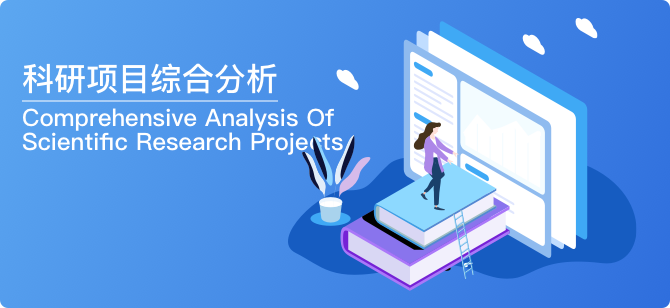 科研项目综合分析
Comprehensive Analysis Of
Scientific Research Projects